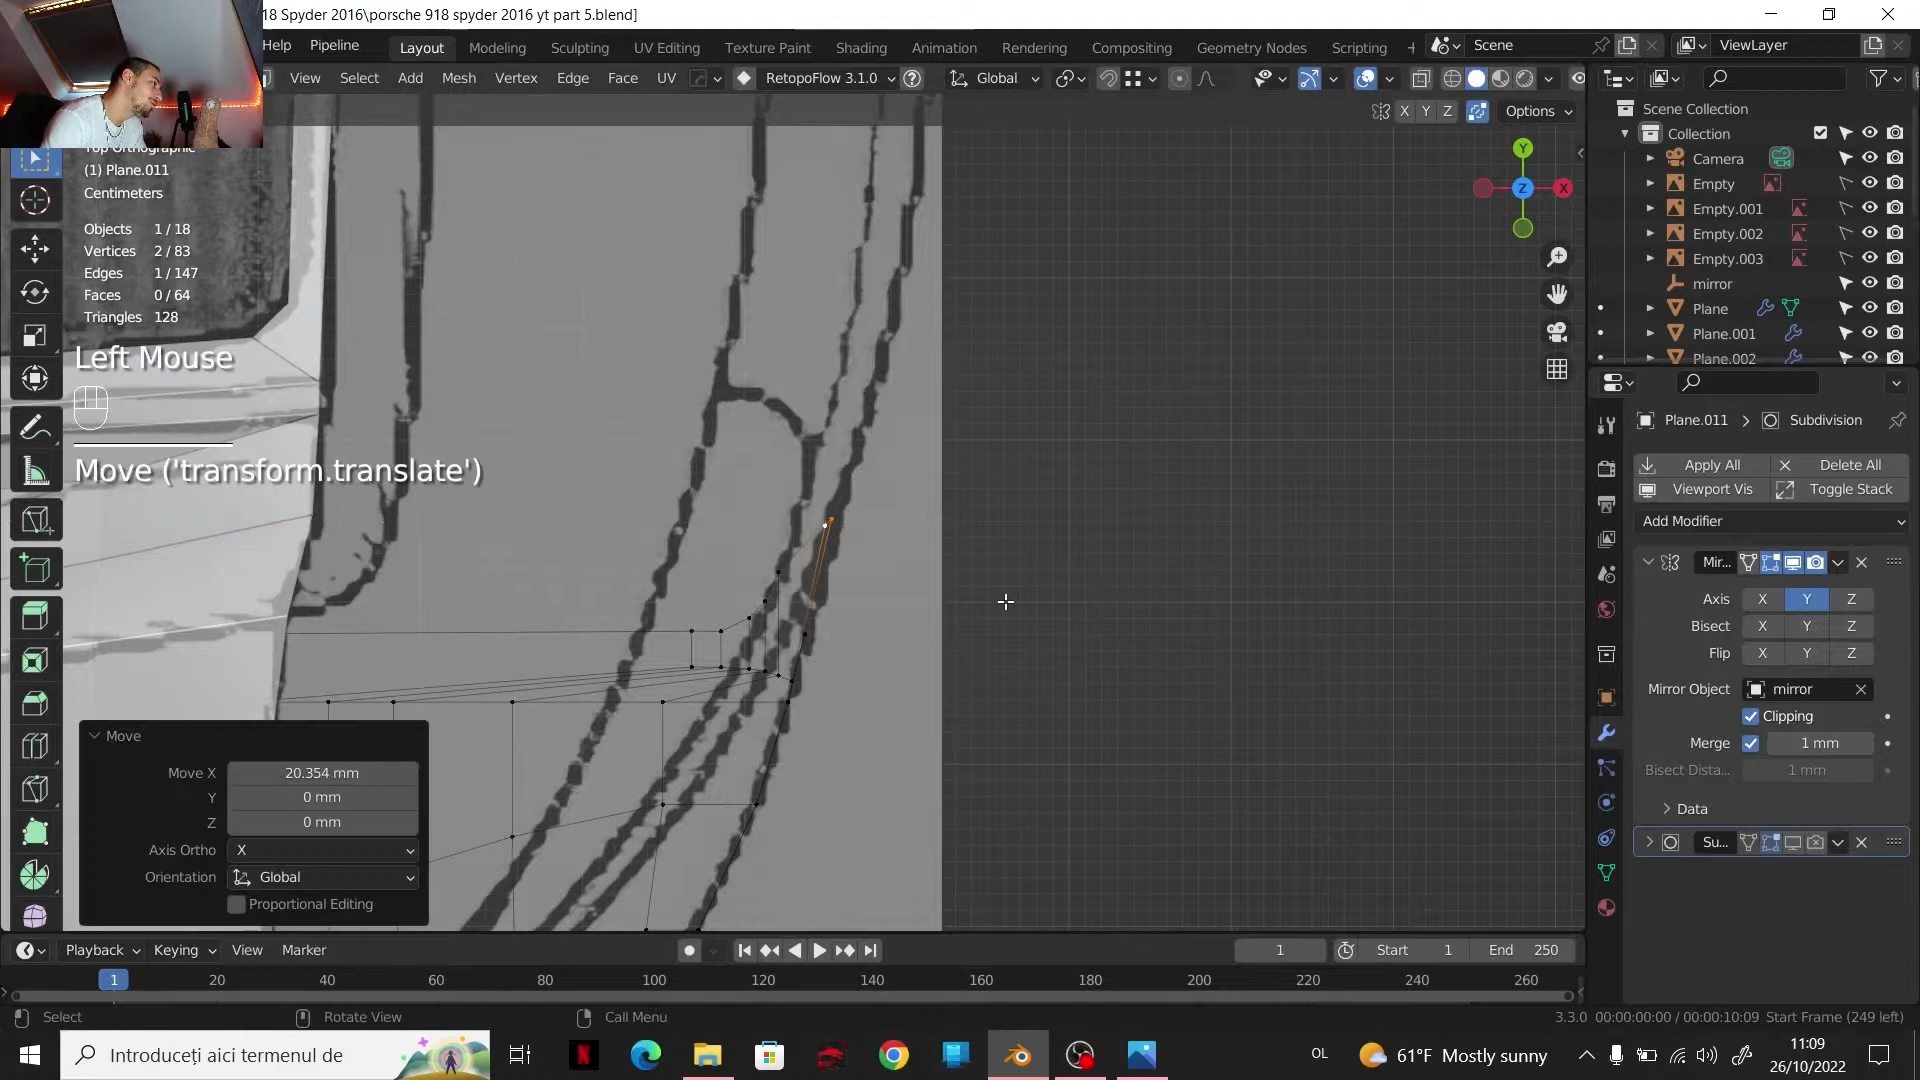 18 Spyder 2016\porsche 918 spyder 2016 yt part 5.blend]
Help Pipeline Layout Modeling Sculpting UV Editing Texture Paint Shading Animation Rendering Compositing Geometry Nodes Scripting + Scene ViewLayer
View Select Add Mesh Vertex Edge Face UV RetopoFlow 3.1.0 Global
X Y Z Options
Top Orthographic
(1) Plane.011
Centimeters
Objects 1 / 18
Vertices 2 / 83
Edges 1 / 147
Faces 0 / 64
Triangles 128
Left Mouse
Move ('transform.translate')
Y
Z
X
Move
Move X 20.354 mm
Y 0 mm
Z 0 mm
Axis Ortho X
Orientation Global
Proportional Editing
Scene Collection
Collection
Camera
Empty
Empty.001
Empty.002
Empty.003
mirror
Plane
Plane.001
Plane.002
Plane.011 > Subdivision
Apply All Delete All
Viewport Vis Toggle Stack
Add Modifier
Mir...
Axis X Y Z
Bisect X Y Z
Flip X Y Z
Mirror Object mirror
Clipping
Merge 1 mm
Bisect Dista... 1 mm
Data
Su...
Playback Keying View Marker 1 Start 1 End 250
1 20 40 60 80 100 120 140 160 180 200 220 240 260
Select Rotate View Call Menu 3.3.0 00:00:00:00 / 00:00:10:09 Start Frame (249 left)
Introduceți aici termenul de OL 61°F Mostly sunny 11:09
26/10/2022